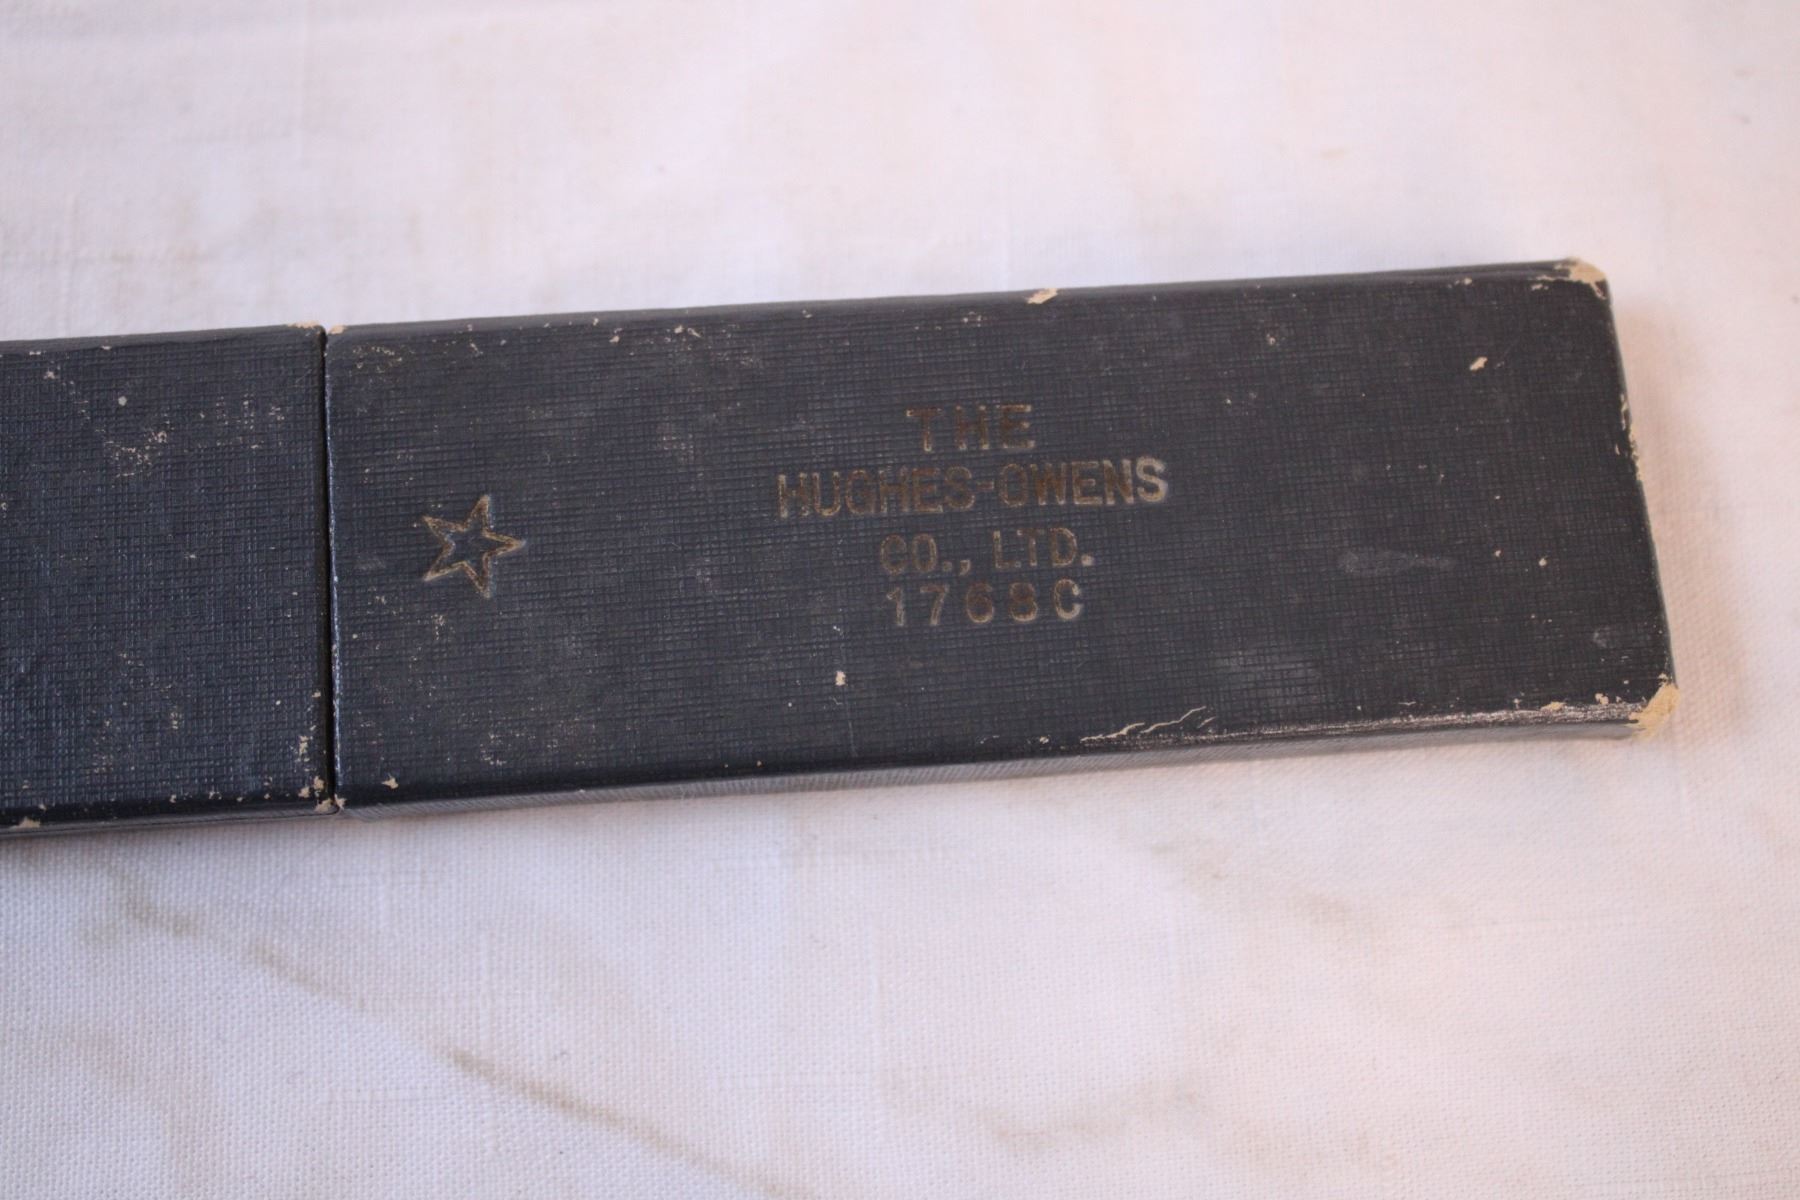 THE
HUGHES-OWENS
CO., LTD.
1768C